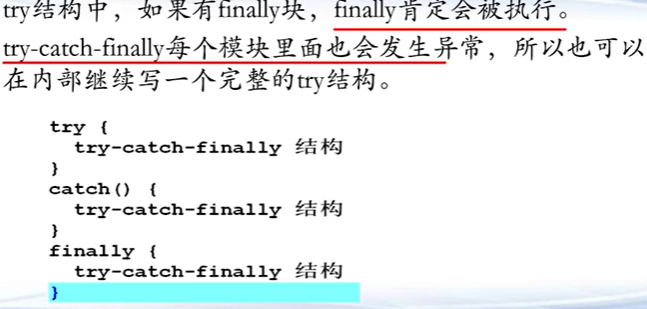 try结构中，如果有finally块，finally肯定会被执行。
try-catch-finally每个模块里面也会发生异常，所以也可以
在内部继续写一个完整的try结构。
try {
try-catch-finally 结构
}
catch() {
try-catch-finally 结构
}
finally {
try-catch-finally 结构
}